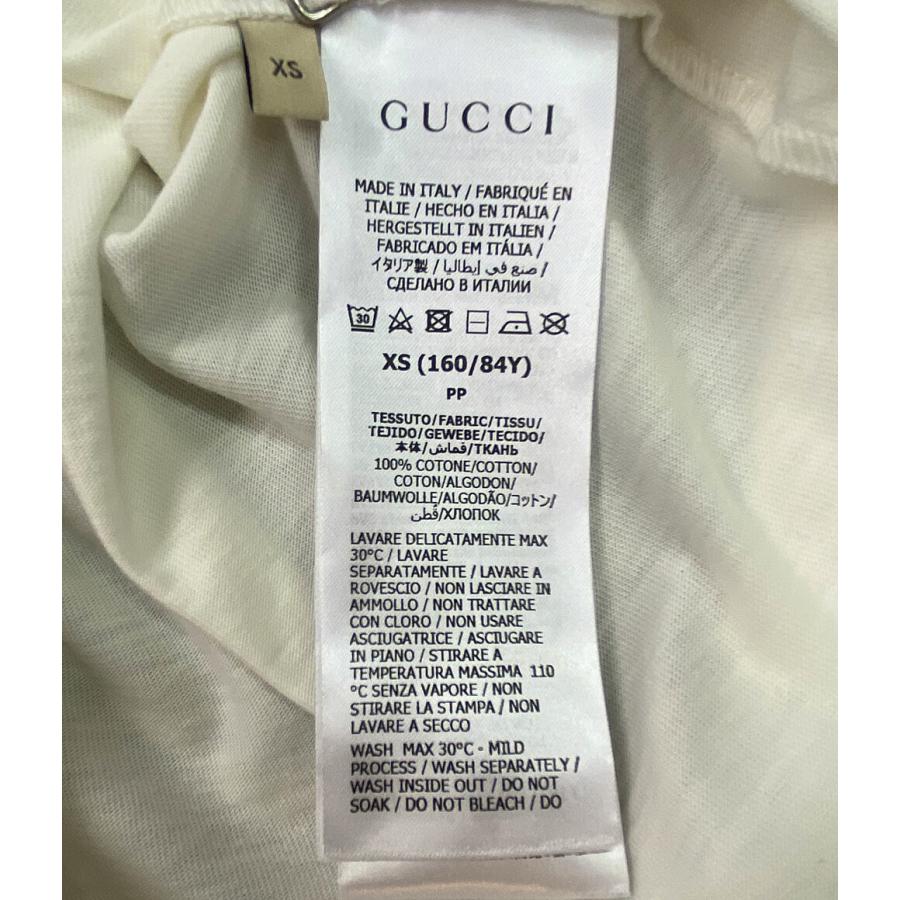 XS
GUCCI
MADE IN ITALY / FABRIQUÉ EN
ITALIE / HECHO EN ITALIA /
HERGESTELLT IN ITALIEN /
FABRICADO EM ITÁLIA /
イタリア製 / صنع في إيطاليا /
СДЕЛАНО В ИТАЛИИ
30
XS (160/84Y)
PP
TESSUTO/FABRIC/TISSU/
TEJIDO/GEWEBE/TECIDO/
本体/قماش/ТКАНЬ
100% COTONE/COTTON/
COTON/ALGODON/
BAUMWOLLE/ALGODÃO/コットン/
قطن/ХЛОПОК
LAVARE DELICATAMENTE MAX
30°C / LAVARE
SEPARATAMENTE / LAVARE A
ROVESCIO / NON LASCIARE IN
AMMOLLO / NON TRATTARE
CON CLORO / NON USARE
ASCIUGATRICE / ASCIUGARE
IN PIANO / STIRARE A
TEMPERATURA MASSIMA 110
°C SENZA VAPORE / NON
STIRARE LA STAMPA / NON
LAVARE A SECCO
WASH MAX 30°C - MILD
PROCESS / WASH SEPARATELY /
WASH INSIDE OUT / DO NOT
SOAK / DO NOT BLEACH / DO